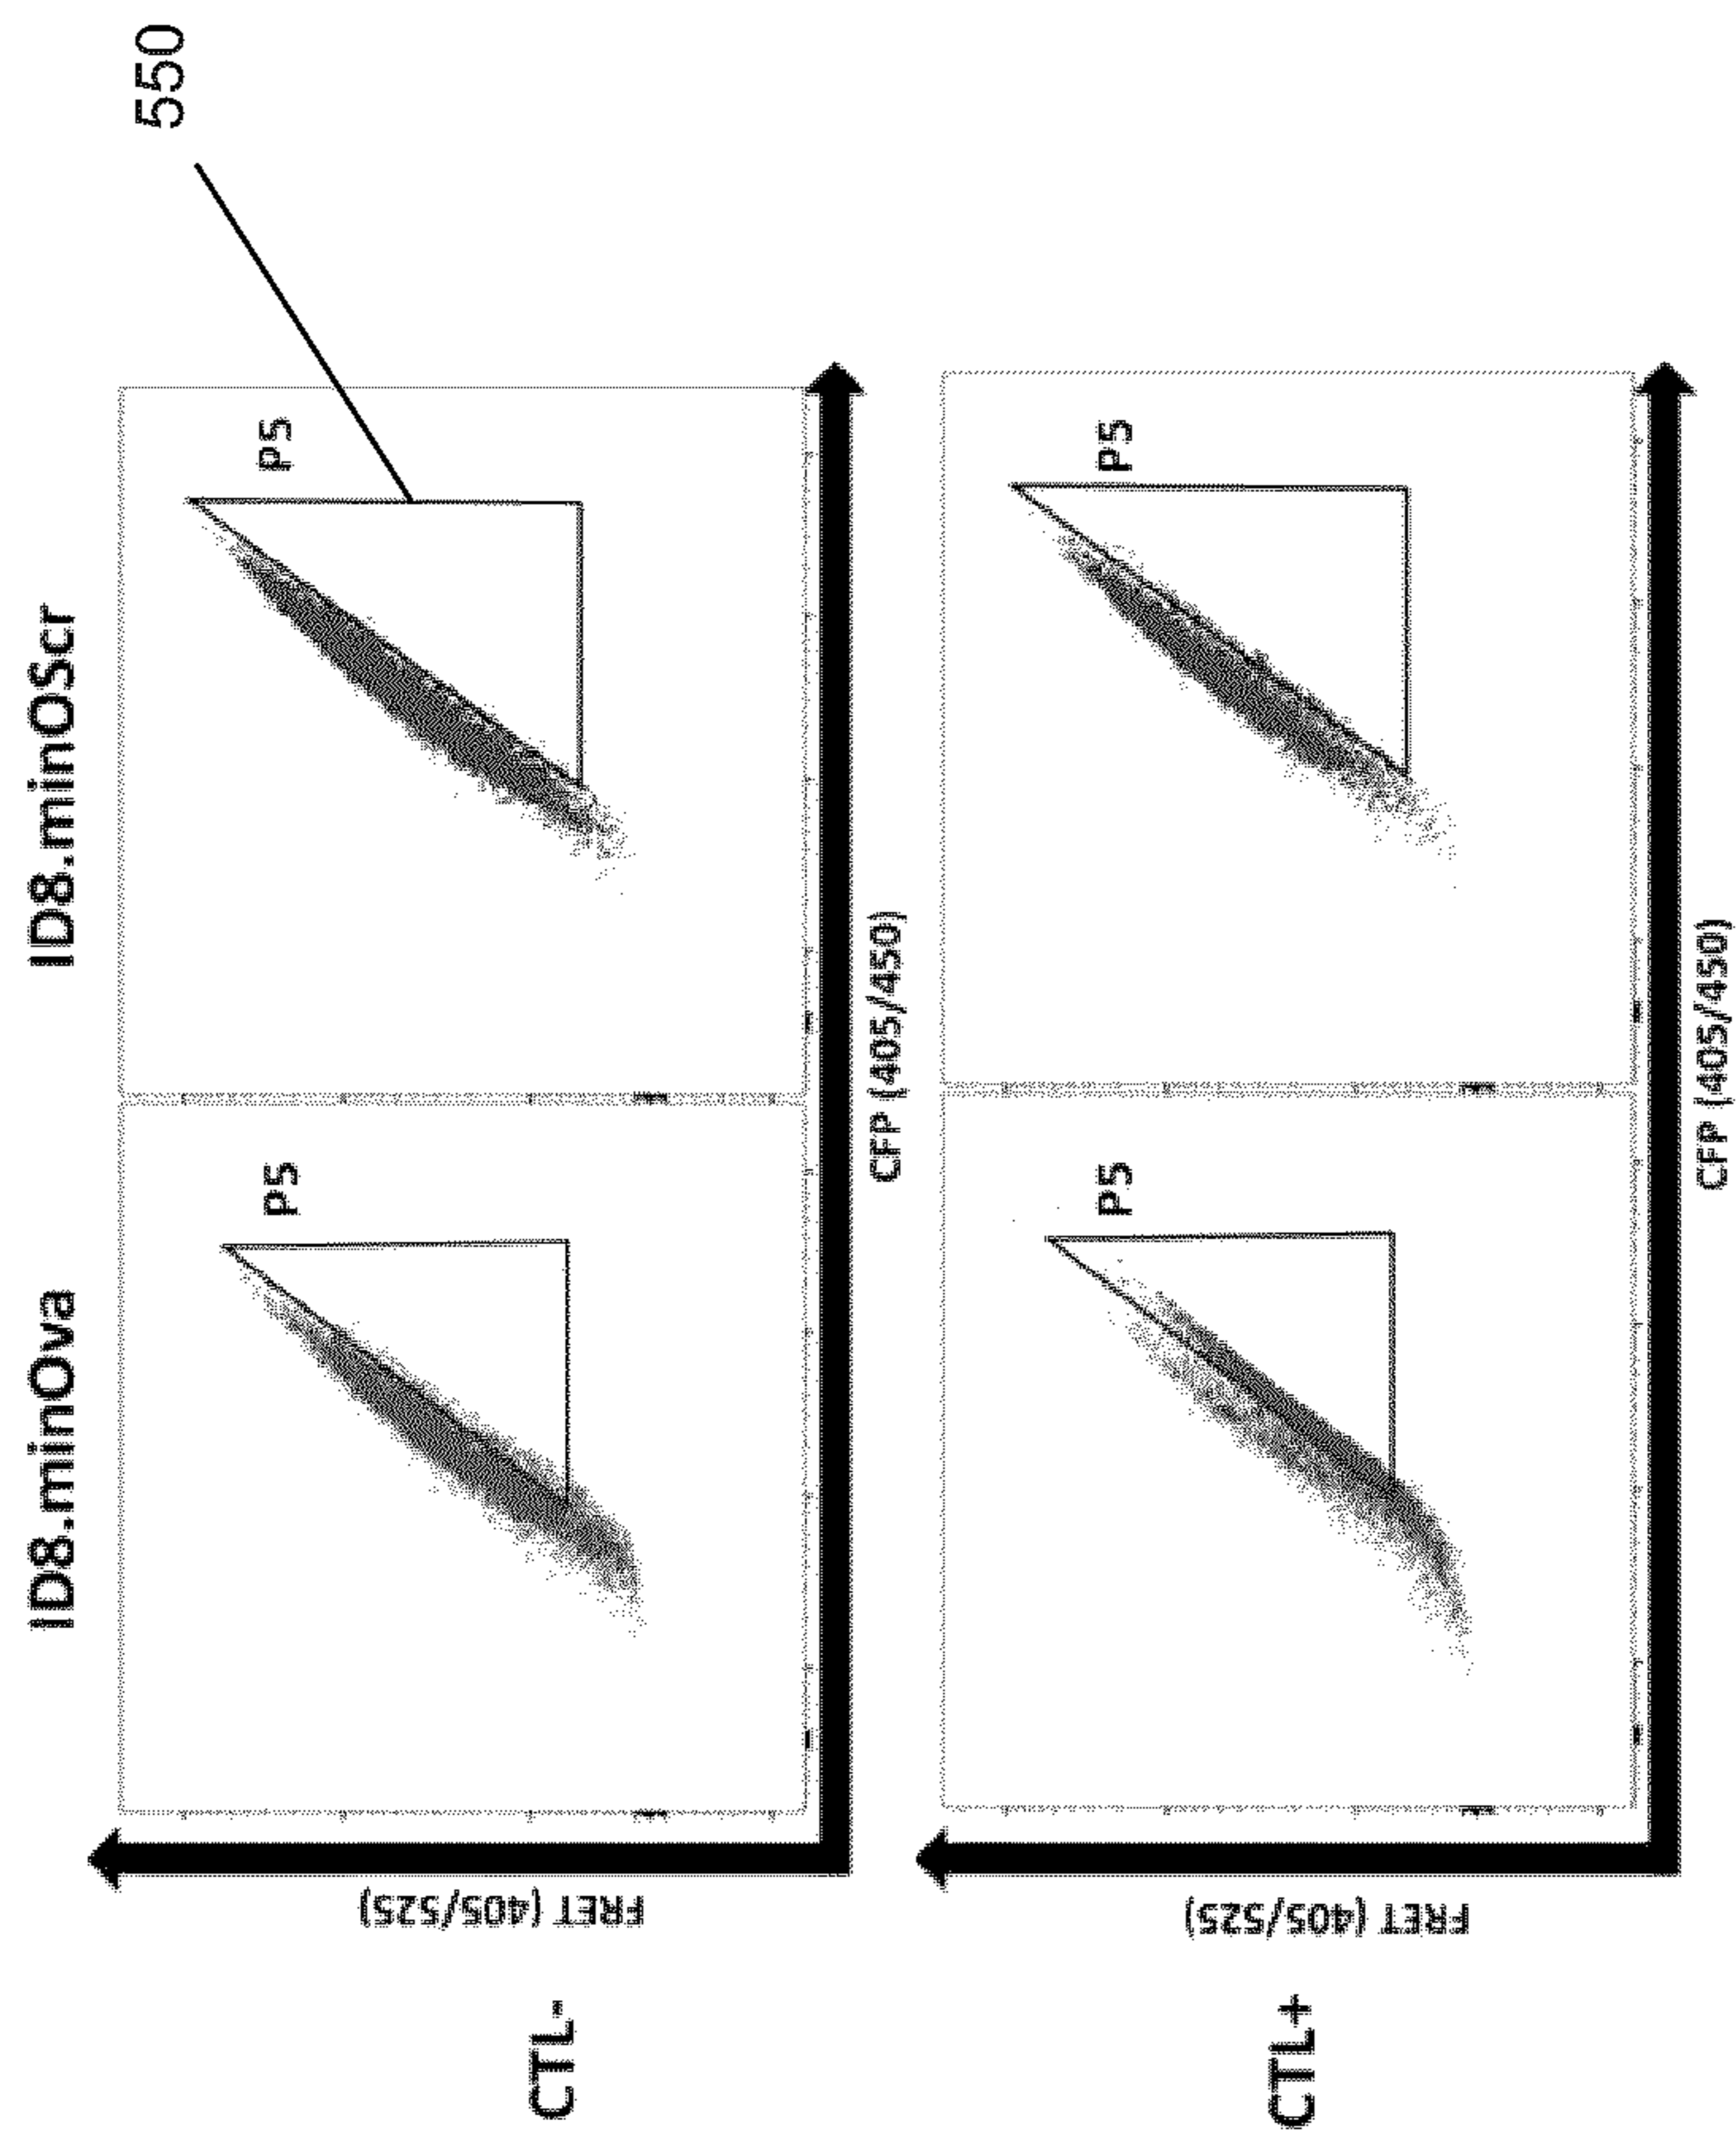 ID8.minOva
ID8.minOScr
550
CTL-
FRET (405/525)
P5
P5
CFP (405/450)
CTL+
FRET (405/525)
P5
P5
CFP (405/450)